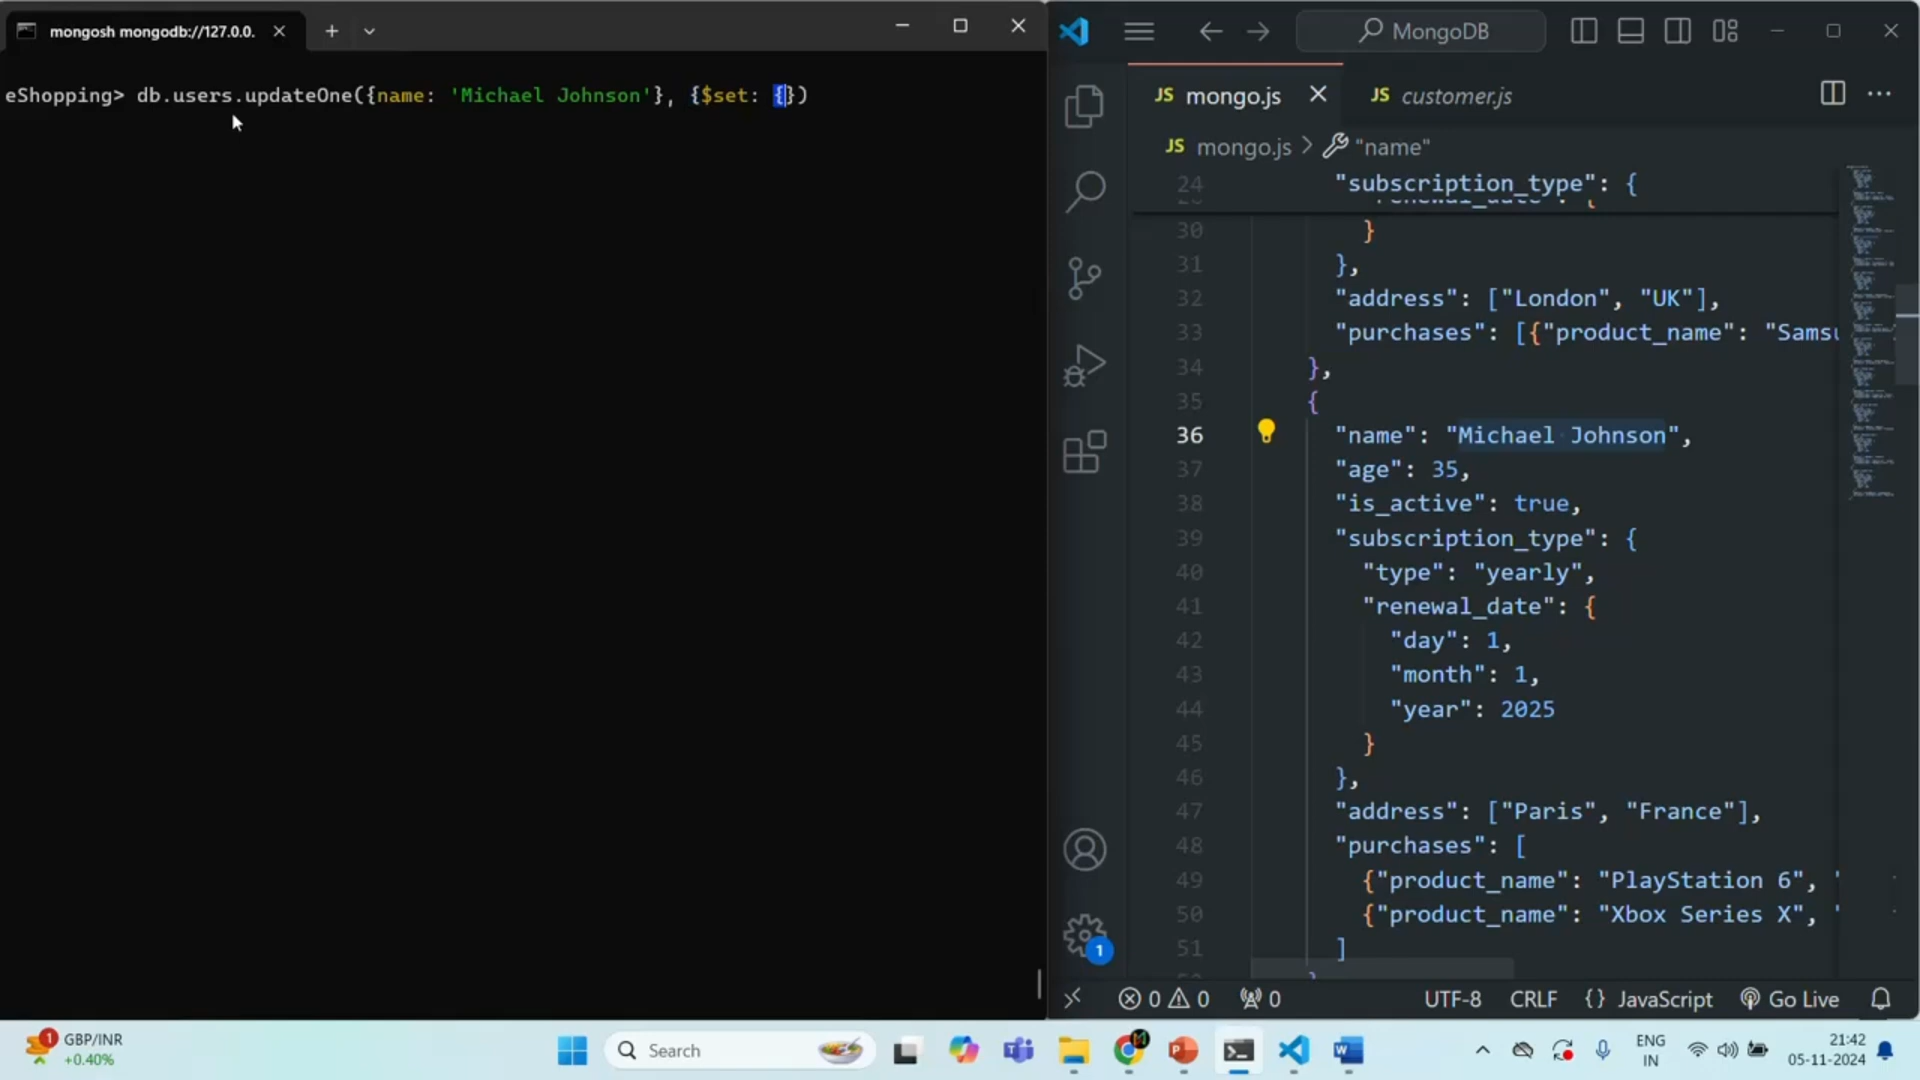 mongosh mongodb://127.0.0.
eShopping> db.users.updateOne({name: 'Michael Johnson'}, {$set: {})
MongoDB
JS mongo.js
JS customer.js
JS mongo.js > "name"
24 "subscription_type": {
30 }
31 },
32 "address": ["London", "UK"],
33 "purchases": [{"product_name": "Samsu
34 },
35 {
36 "name": "Michael Johnson",
37 "age": 35,
38 "is_active": true,
39 "subscription_type": {
40 "type": "yearly",
41 "renewal_date": {
42 "day": 1,
43 "month": 1,
44 "year": 2025
45 }
46 },
47 "address": ["Paris", "France"],
48 "purchases": [
49 {"product_name": "PlayStation 6", "
50 {"product_name": "Xbox Series X", "
51 ]
1
0 0 0 UTF-8 CRLF {} JavaScript Go Live
1 GBP/INR
+0.40%
Search
ENG
IN
21:42
05-11-2024